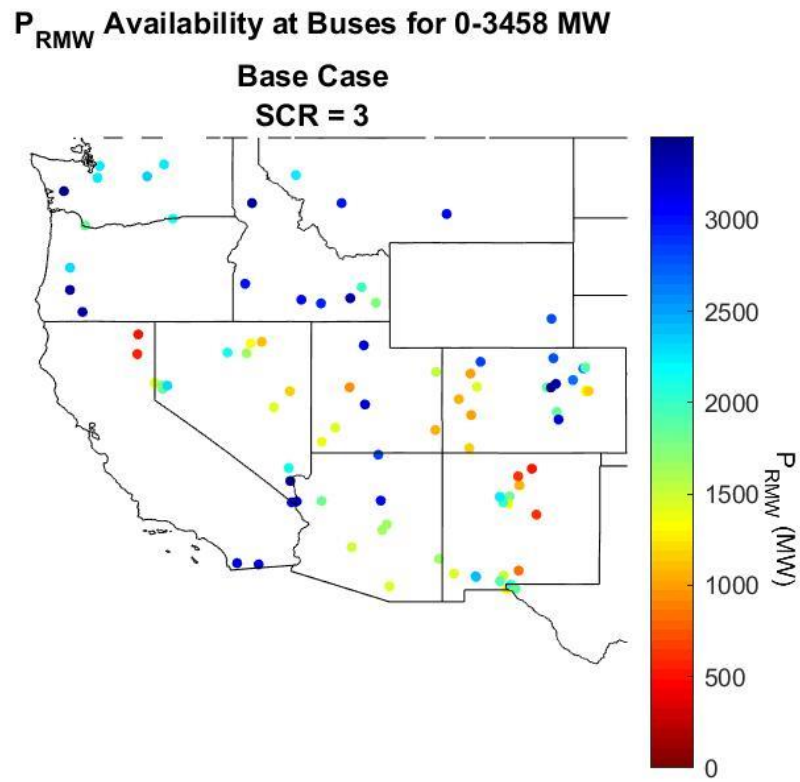 P_RMW Availability at Buses for 0-3458 MW
Base Case
SCR = 3
3000
2500
2000
1500
1000
500
0
P_RMW (MW)